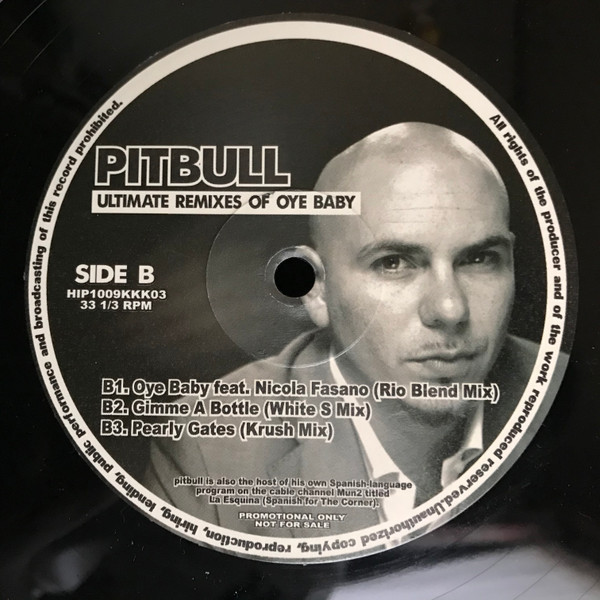 PITBULL
ULTIMATE REMIXES OF OYE BABY
SIDE B
HIP1009KKK03
33 1/3 RPM
B1. Oye Baby feat. Nicola Fasano (Rio Blend Mix)
B2. Gimme A Bottle (White S Mix)
B3. Pearly Gates (Krush Mix)
pitbull is also the host of his own Spanish-language
program on the cable channel Mun2 titled
La Esquina (Spanish for The Corner).
PROMOTIONAL ONLY
NOT FOR SALE
All rights of the producer and of the work reproduced reserved.Unauthorized copying, reproduction, hiring, lending, public performance and broadcasting of this record prohibited.